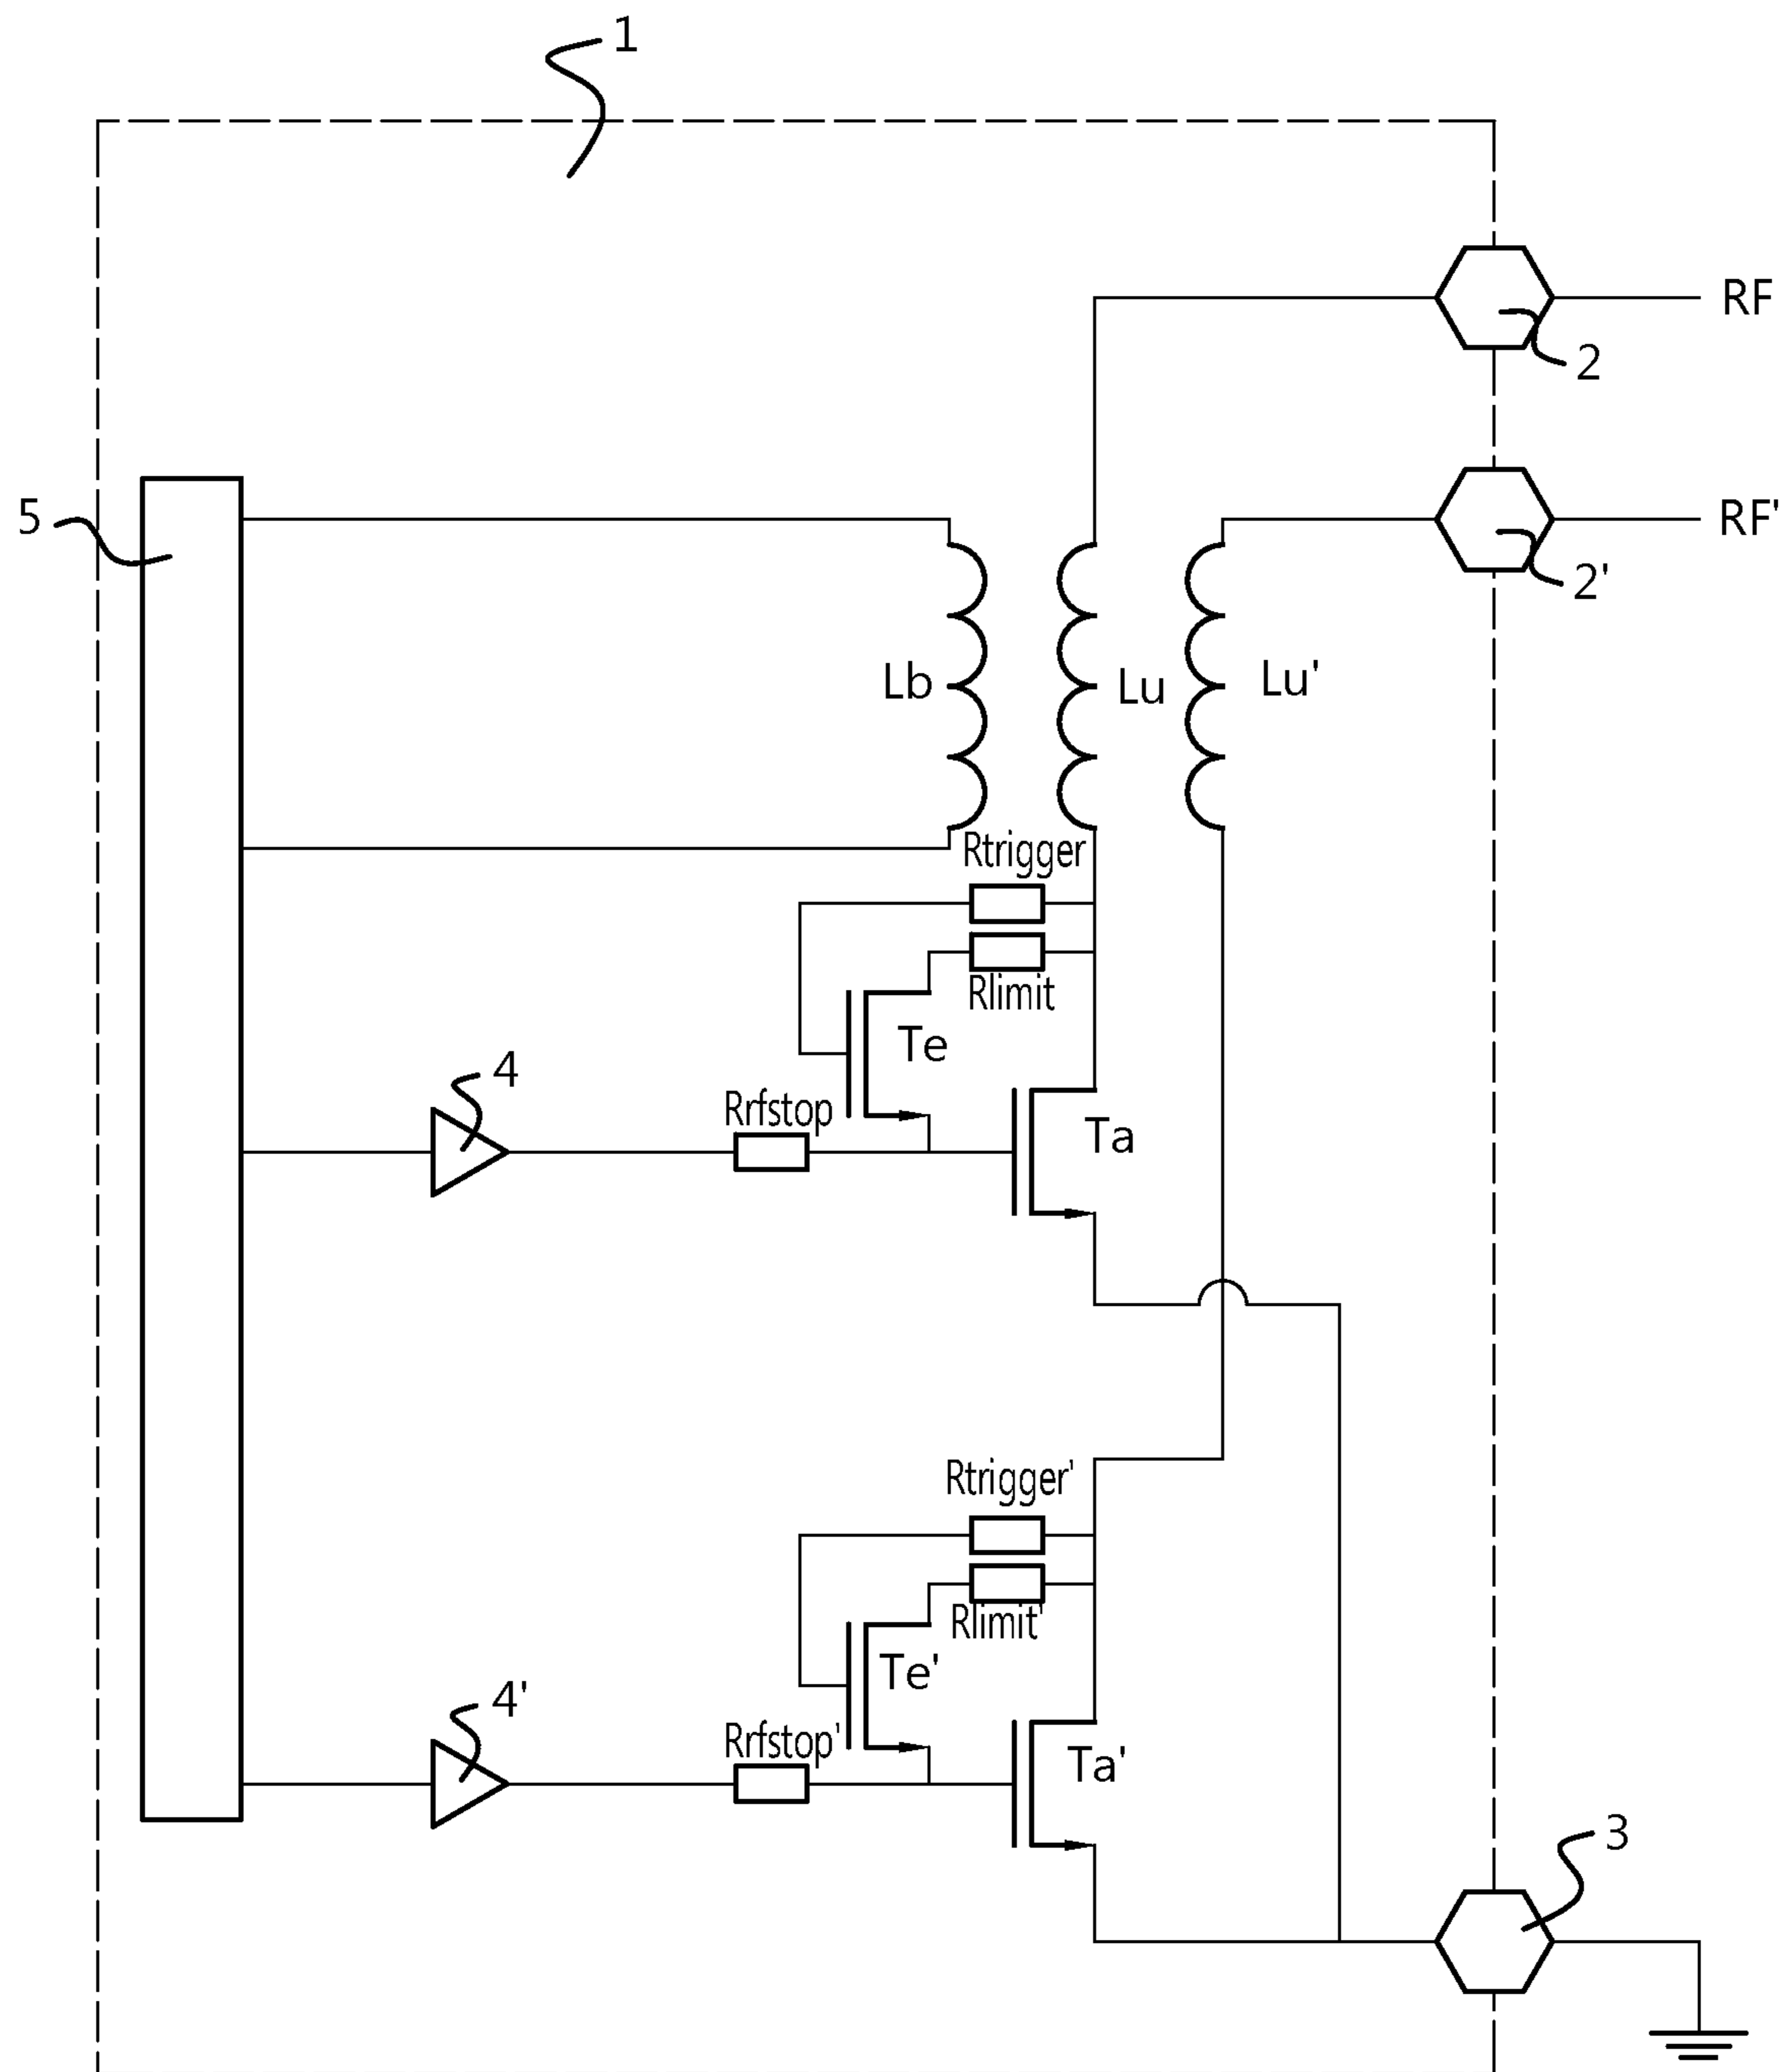 1
RF
2
5
RF'
2'
Lb
Lu
Lu'
Rtrigger
Rlimit
Te
4
Rrfstop
Ta
Rtrigger'
Rlimit'
Te'
4'
Rrfstop'
Ta'
3